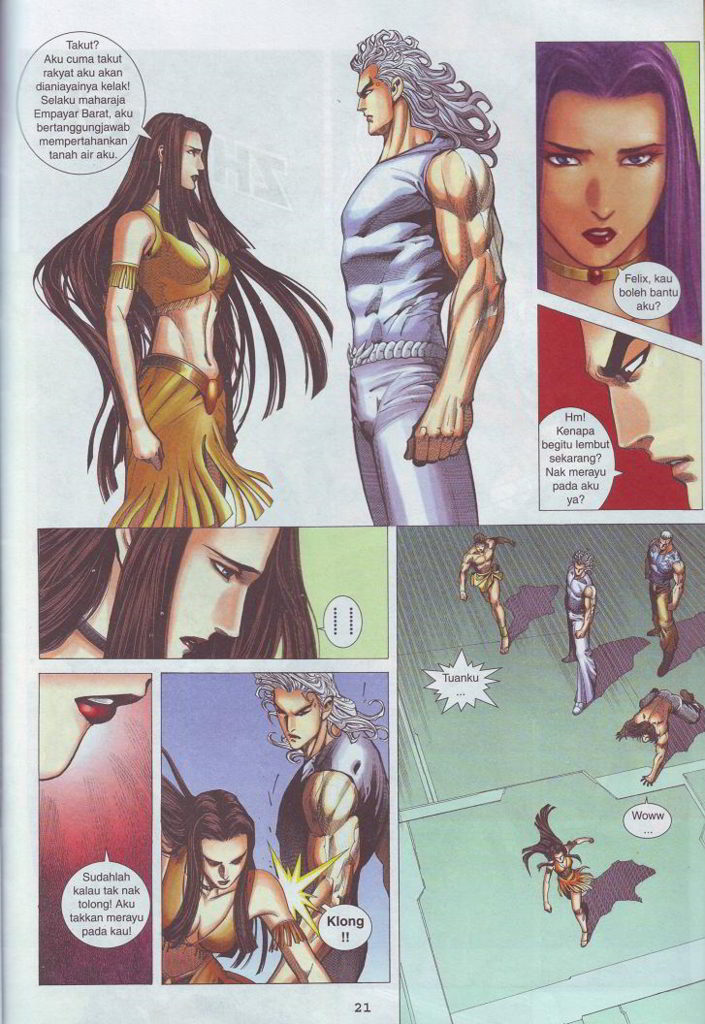 Takut?
Aku cuma takut
rakyat aku akan
dianiayainya kelak!
Selaku maharaja
Empayar Barat, aku
bertanggungjawab
mempertahankan
tanah air aku.
Felix, kau
boleh bantu
aku?
Hm!
Kenapa
begitu lembut
sekarang?
Nak merayu
pada aku
ya?
Tuanku
...
Sudahlah
kalau tak nak
tolong! Aku
takkan merayu
pada kau!
Klong
!!
Woww
...
21